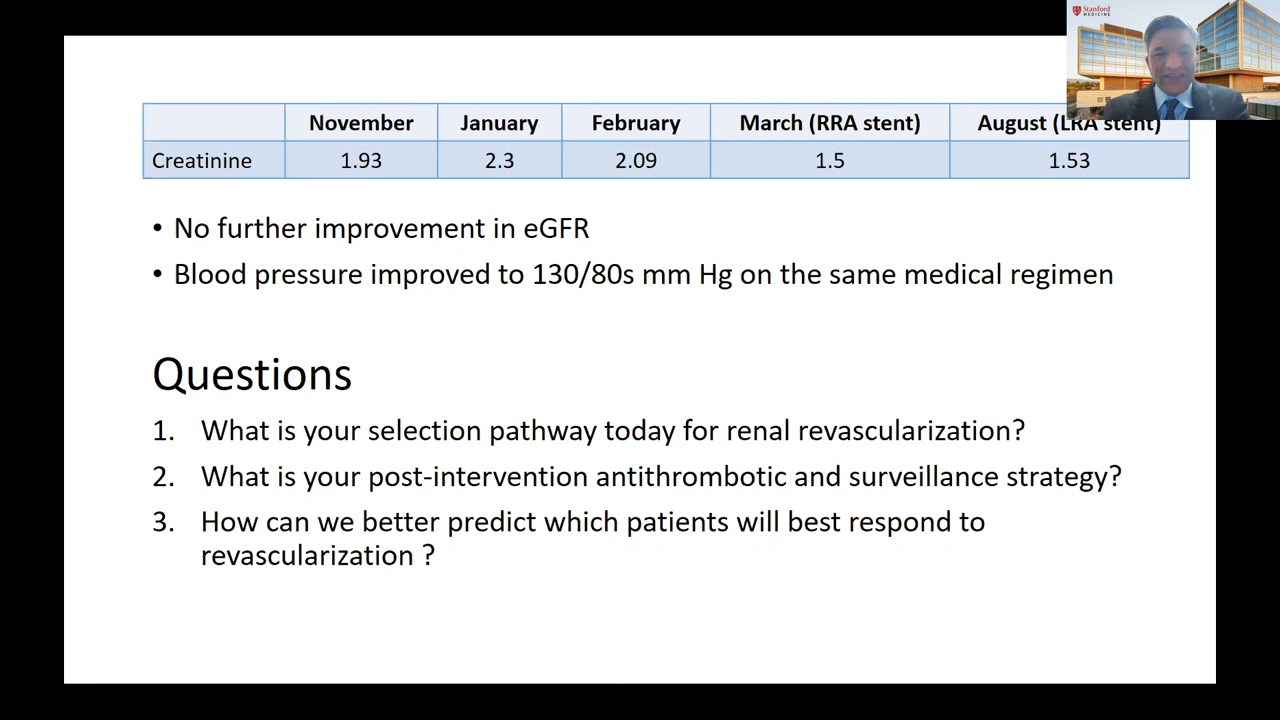 Stanford
MEDICINE
November January February March (RRA stent) August (LRA stent)
Creatinine 1.93 2.3 2.09 1.5 1.53
• No further improvement in eGFR
• Blood pressure improved to 130/80s mm Hg on the same medical regimen
Questions
1. What is your selection pathway today for renal revascularization?
2. What is your post-intervention antithrombotic and surveillance strategy?
3. How can we better predict which patients will best respond to
revascularization ?